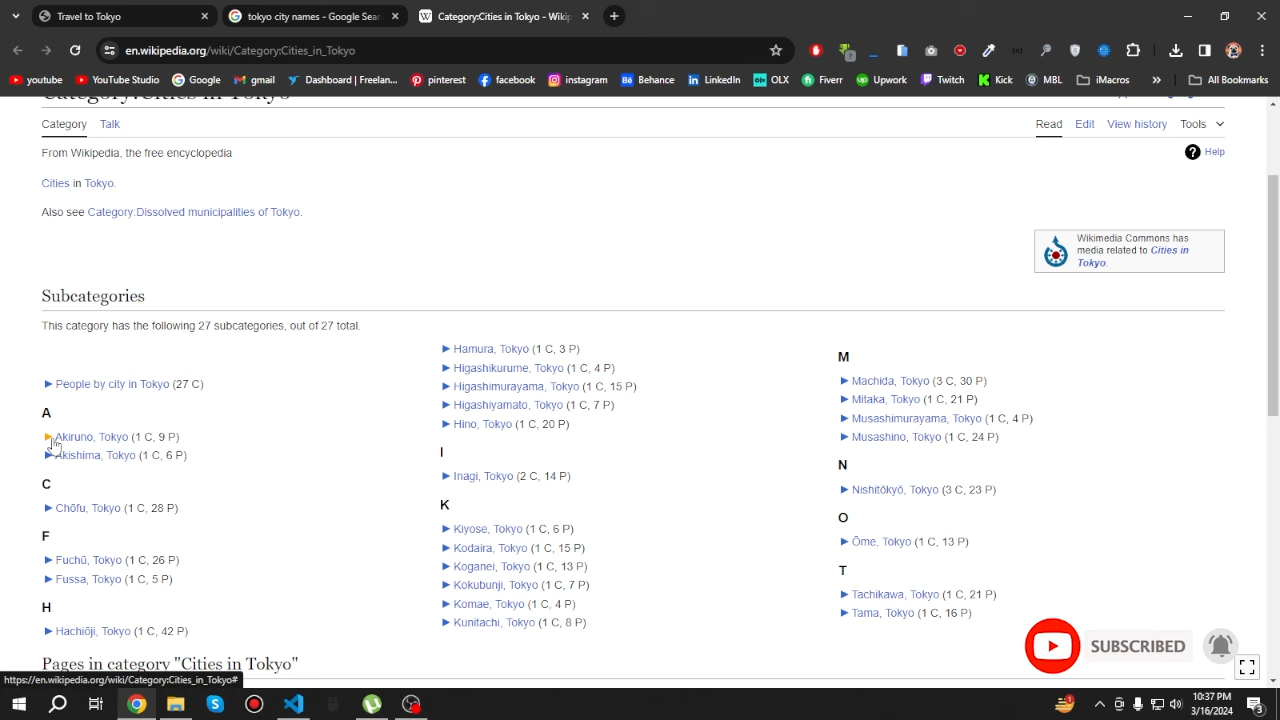 Travel to Tokyo
tokyo city names - Google Sear
Category:Cities in Tokyo - Wikip
en.wikipedia.org/wiki/Category:Cities_in_Tokyo
youtube
YouTube Studio
Google
gmail
Dashboard | Freelan...
pinterest
facebook
instagram
Behance
LinkedIn
OLX
Fiverr
Upwork
Twitch
Kick
MBL
iMacros
»
All Bookmarks
Category:Cities in Tokyo
Category
Talk
Read
Edit
View history
Tools
From Wikipedia, the free encyclopedia
Help
Cities in Tokyo.
Also see Category:Dissolved municipalities of Tokyo.
Wikimedia Commons has
media related to Cities in
Tokyo.
Subcategories
This category has the following 27 subcategories, out of 27 total.
► People by city in Tokyo (27 C)
A
► Akiruno, Tokyo (1 C, 9 P)
► Akishima, Tokyo (1 C, 6 P)
C
► Chōfu, Tokyo (1 C, 28 P)
F
► Fuchū, Tokyo (1 C, 26 P)
► Fussa, Tokyo (1 C, 5 P)
H
► Hachiōji, Tokyo (1 C, 42 P)
► Hamura, Tokyo (1 C, 3 P)
► Higashikurume, Tokyo (1 C, 4 P)
► Higashimurayama, Tokyo (1 C, 15 P)
► Higashiyamato, Tokyo (1 C, 7 P)
► Hino, Tokyo (1 C, 20 P)
I
► Inagi, Tokyo (2 C, 14 P)
K
► Kiyose, Tokyo (1 C, 6 P)
► Kodaira, Tokyo (1 C, 15 P)
► Koganei, Tokyo (1 C, 13 P)
► Kokubunji, Tokyo (1 C, 7 P)
► Komae, Tokyo (1 C, 4 P)
► Kunitachi, Tokyo (1 C, 8 P)
M
► Machida, Tokyo (3 C, 30 P)
► Mitaka, Tokyo (1 C, 21 P)
► Musashimurayama, Tokyo (1 C, 4 P)
► Musashino, Tokyo (1 C, 24 P)
N
► Nishitōkyō, Tokyo (3 C, 23 P)
O
► Ōme, Tokyo (1 C, 13 P)
T
► Tachikawa, Tokyo (1 C, 21 P)
► Tama, Tokyo (1 C, 16 P)
SUBSCRIBED
Pages in category "Cities in Tokyo"
https://en.wikipedia.org/wiki/Category:Cities_in_Tokyo#
10:37 PM
3/16/2024
3